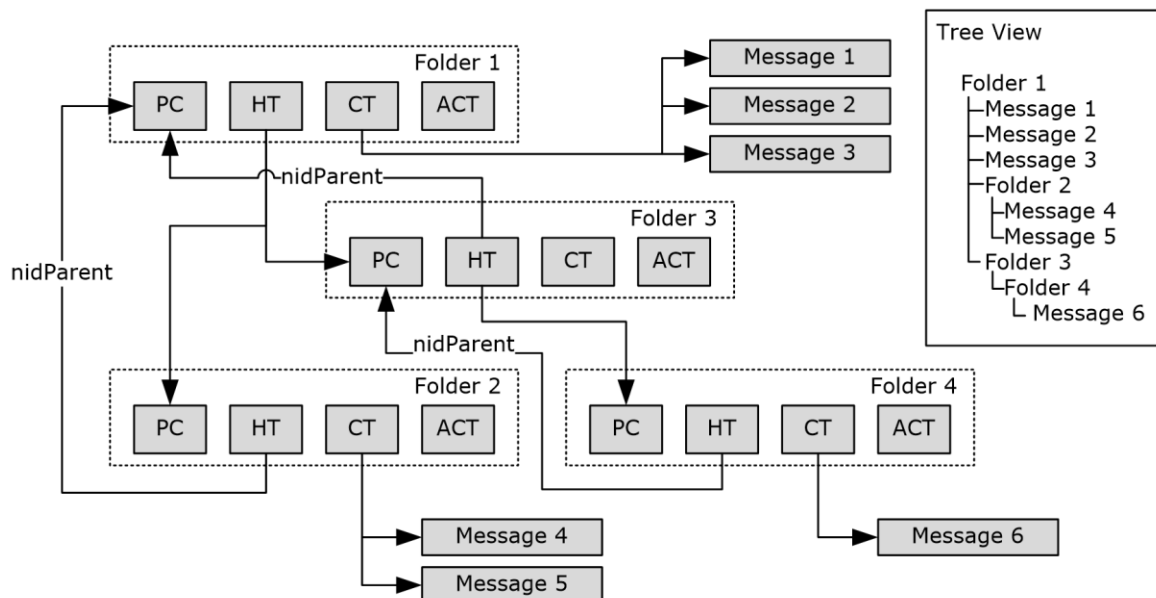 Folder 1
PC HT CT ACT
Message 1
Message 2
Message 3
nidParent
Folder 3
PC HT CT ACT
nidParent
nidParent
Folder 2
PC HT CT ACT
Folder 4
PC HT CT ACT
Message 4
Message 5
Message 6
Tree View
Folder 1
Message 1
Message 2
Message 3
Folder 2
Message 4
Message 5
Folder 3
Folder 4
Message 6